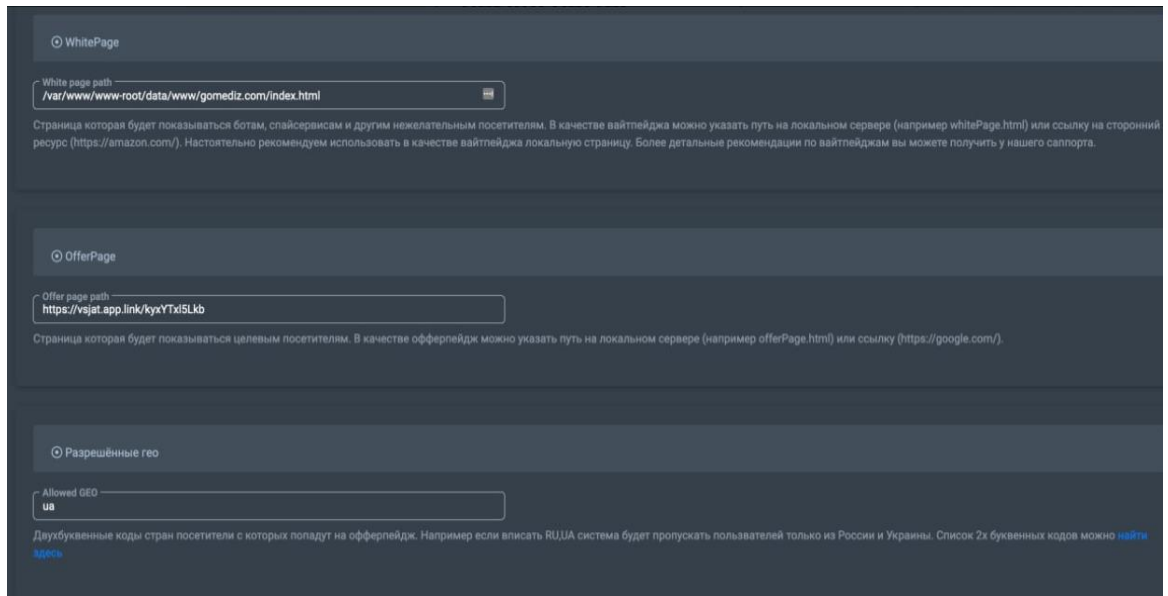 WhitePage
White page path
/var/www/www-root/data/www/gomediz.com/index.html
Страница которая будет показываться ботам, спайсервисам и другим нежелательным посетителям. В качестве вайтпейджа можно указать путь на локальном сервере (например whitePage.html) или ссылку на сторонний
ресурс (https://amazon.com/). Настоятельно рекомендуем использовать в качестве вайтпейджа локальную страницу. Более детальные рекомендации по вайтпейджам вы можете получить у нашего саппорта.
OfferPage
Offer page path
https://vsjat.app.link/kyxYTxI5Lkb
Страница которая будет показываться целевым посетителям. В качестве офферпейдж можно указать путь на локальном сервере (например offerPage.html) или ссылку (https://google.com/).
Разрешённые гео
Allowed GEO
ua
Двухбуквенные коды стран посетители с которых попадут на офферпейдж. Например если вписать RU,UA система будет пропускать пользвателей только из России и Украины. Список 2х буквенных кодов можно найти
здесь